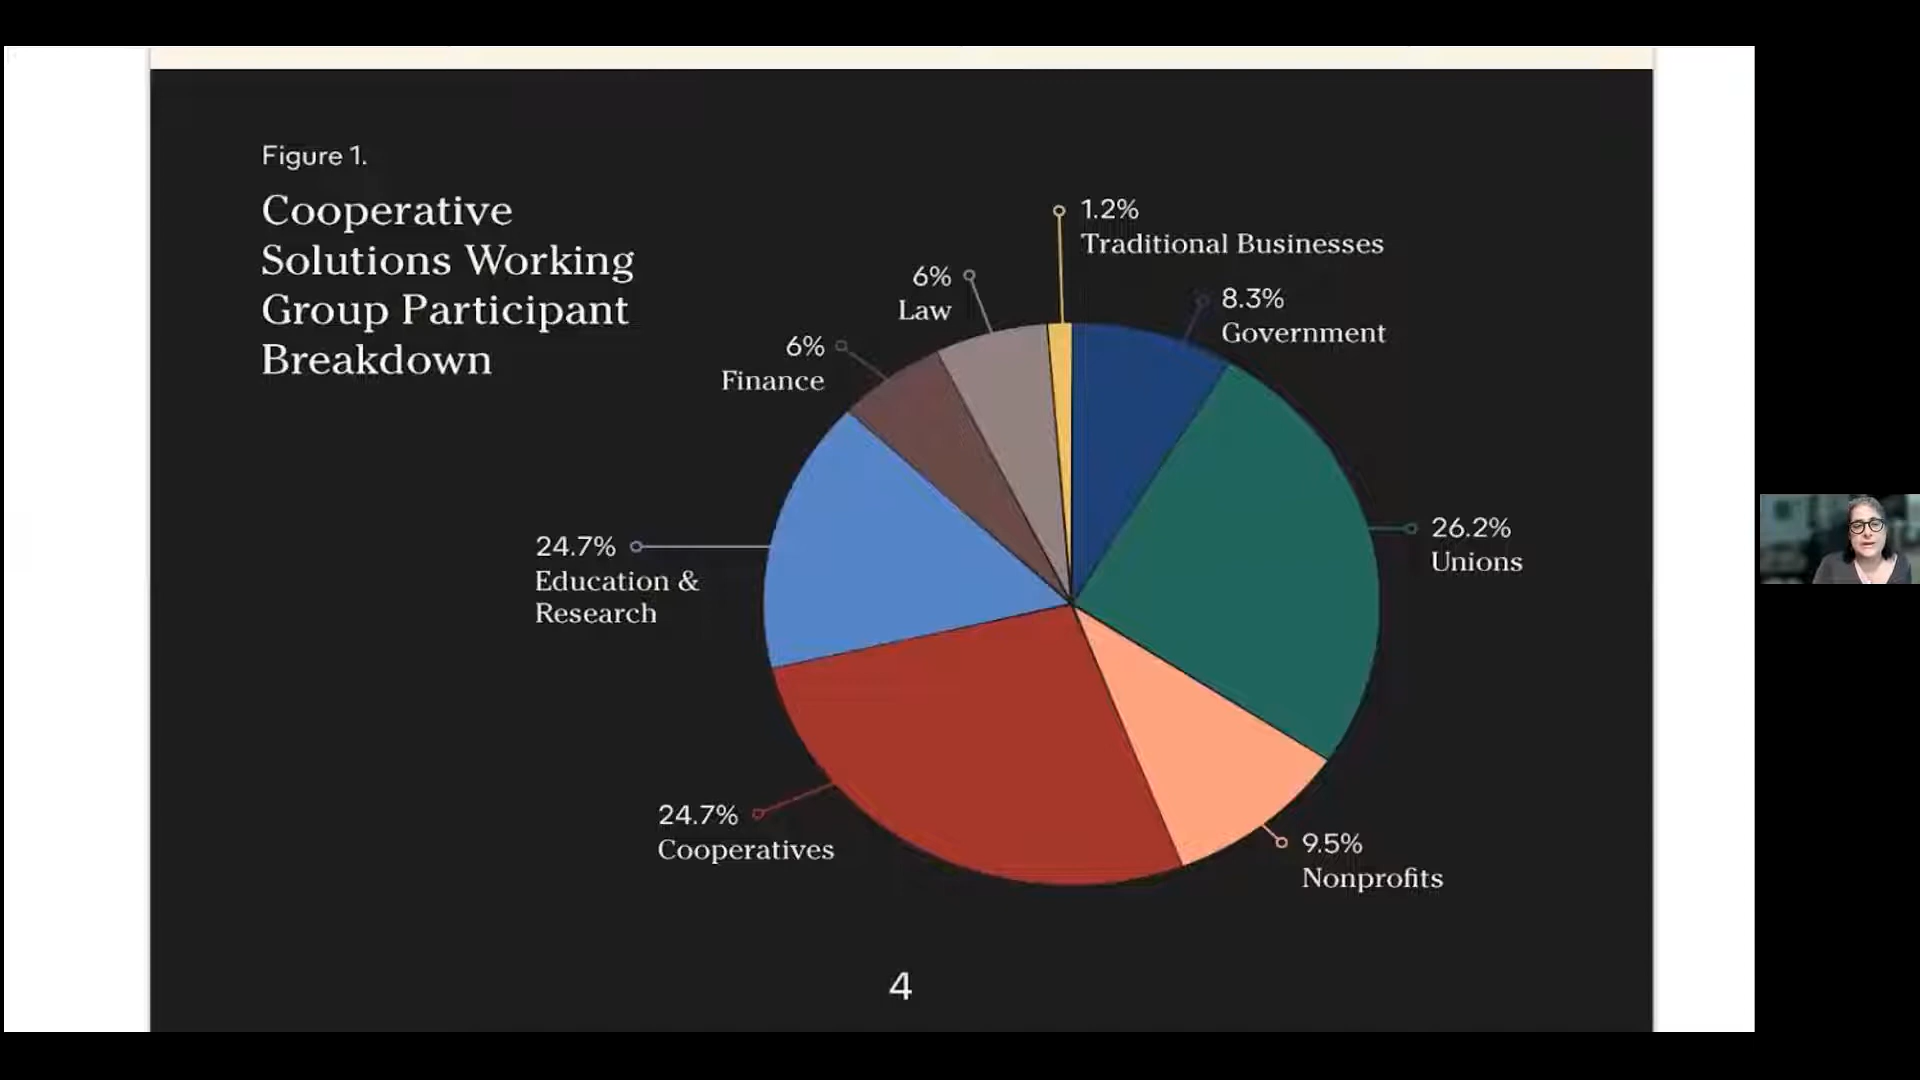 Figure 1.
Cooperative
Solutions Working
Group Participant
Breakdown
1.2%
Traditional Businesses
6%
Law
8.3%
Government
6%
Finance
26.2%
Unions
24.7%
Education &
Research
24.7%
Cooperatives
9.5%
Nonprofits
4